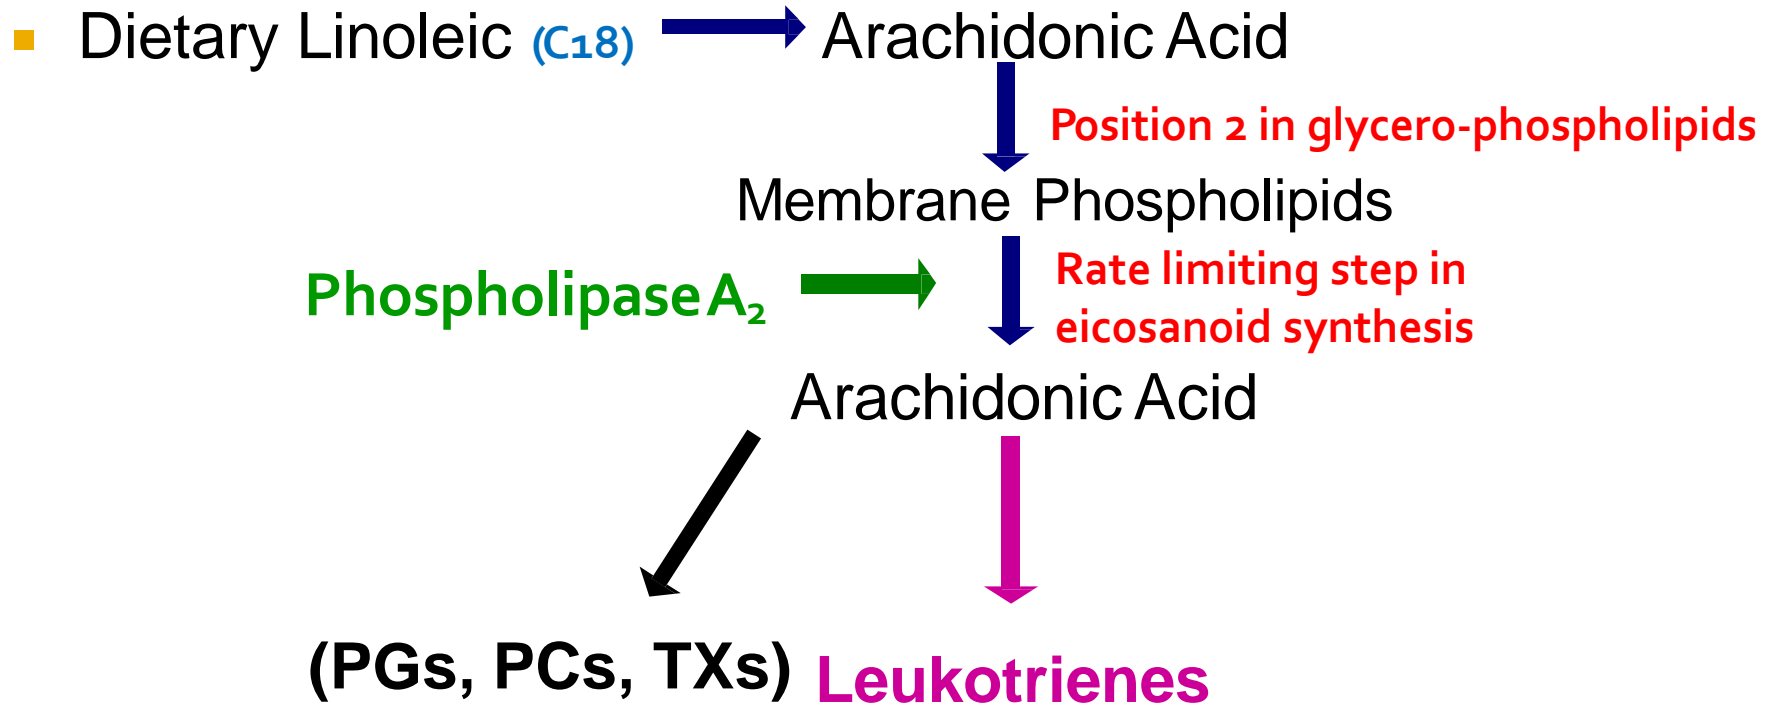 Dietary Linoleic (C18) Arachidonic Acid
Position 2 in glycero-phospholipids
Membrane Phospholipids
Phospholipase A₂
Rate limiting step in
eicosanoid synthesis
Arachidonic Acid
(PGs, PCs, TXs) Leukotrienes